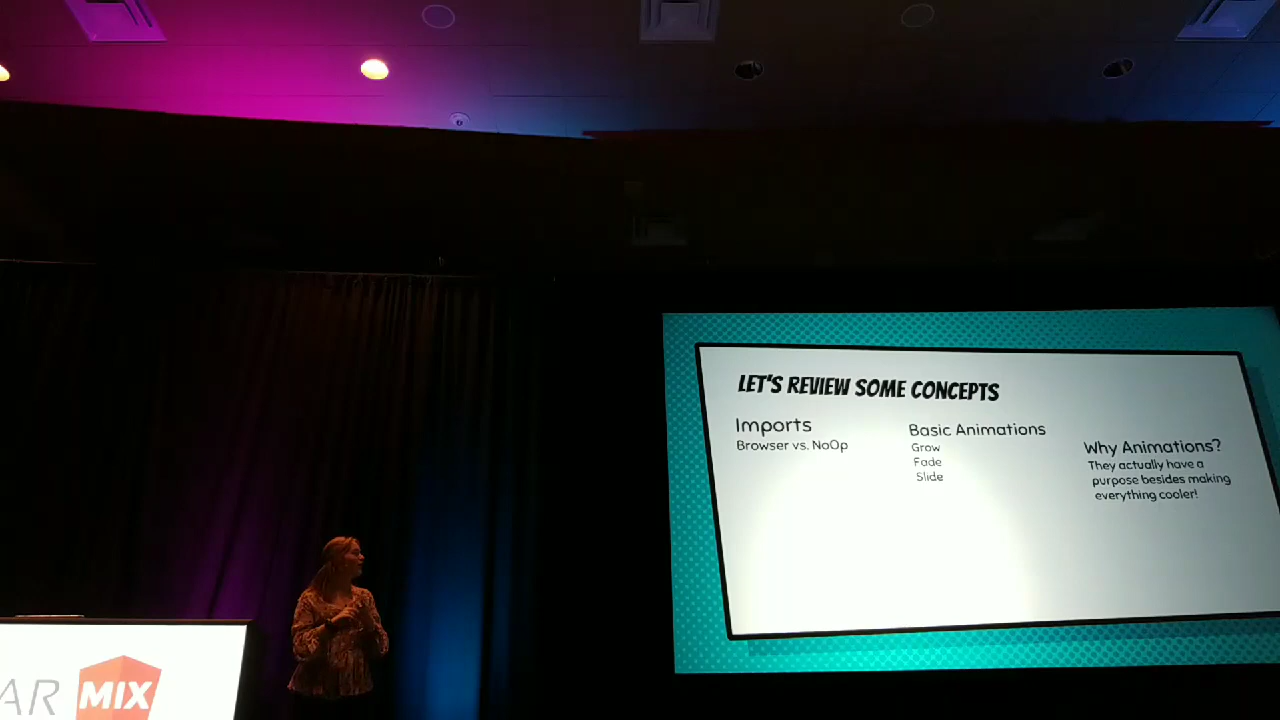 LET'S REVIEW SOME CONCEPTS
Imports
Browser vs. NoOp
Basic Animations
Grow
Fade
Slide
Why Animations?
They actually have a
purpose besides making
everything cooler!
AR MIX